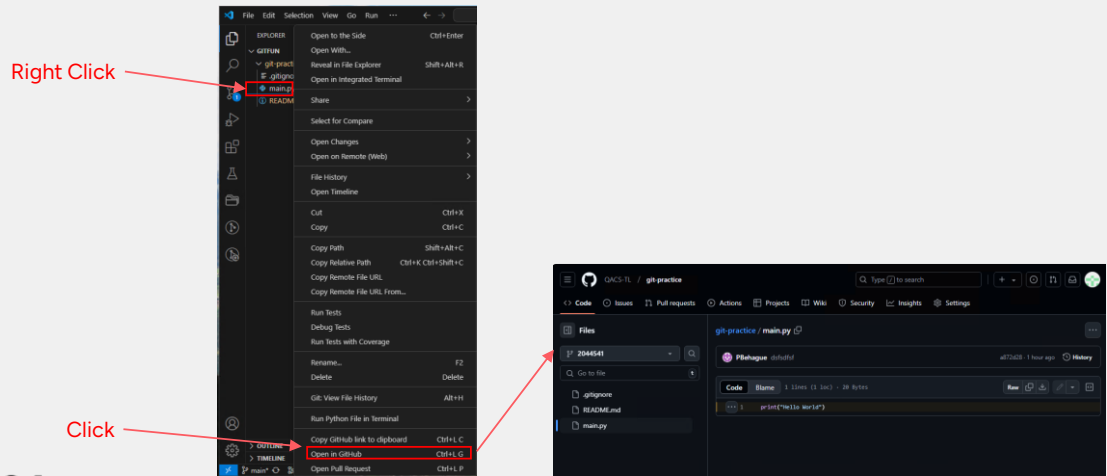 File Edit Selection View Go Run ...
EXPLORER
GITFUN
git-pract
.gitigno
main.p
READM
Open to the Side Ctrl+Enter
Open With...
Reveal in File Explorer Shift+Alt+R
Open in Integrated Terminal
Share
Select for Compare
Open Changes
Open on Remote (Web)
File History
Open Timeline
Cut Ctrl+X
Copy Ctrl+C
Copy Path Shift+Alt+C
Copy Relative Path Ctrl+K Ctrl+Shift+C
Copy Remote File URL
Copy Remote File URL From...
Run Tests
Debug Tests
Run Tests with Coverage
Rename... F2
Delete Delete
Git: View File History Alt+H
Run Python File in Terminal
Copy GitHub link to clipboard Ctrl+L C
Open in GitHub Ctrl+L G
Open Pull Request Ctrl+L P
OUTLINE
TIMELINE
main*
Right Click
Click
QACS-TL / git-practice
Type / to search
Code Issues Pull requests Actions Projects Wiki Security Insights Settings
Files
2044541
Go to file t
.gitignore
README.md
main.py
git-practice / main.py
PBehague dsfsdfsf
a872d28 · 1 hour ago History
Code Blame 1 lines (1 loc) · 20 Bytes
Raw
1 print("Hello World")